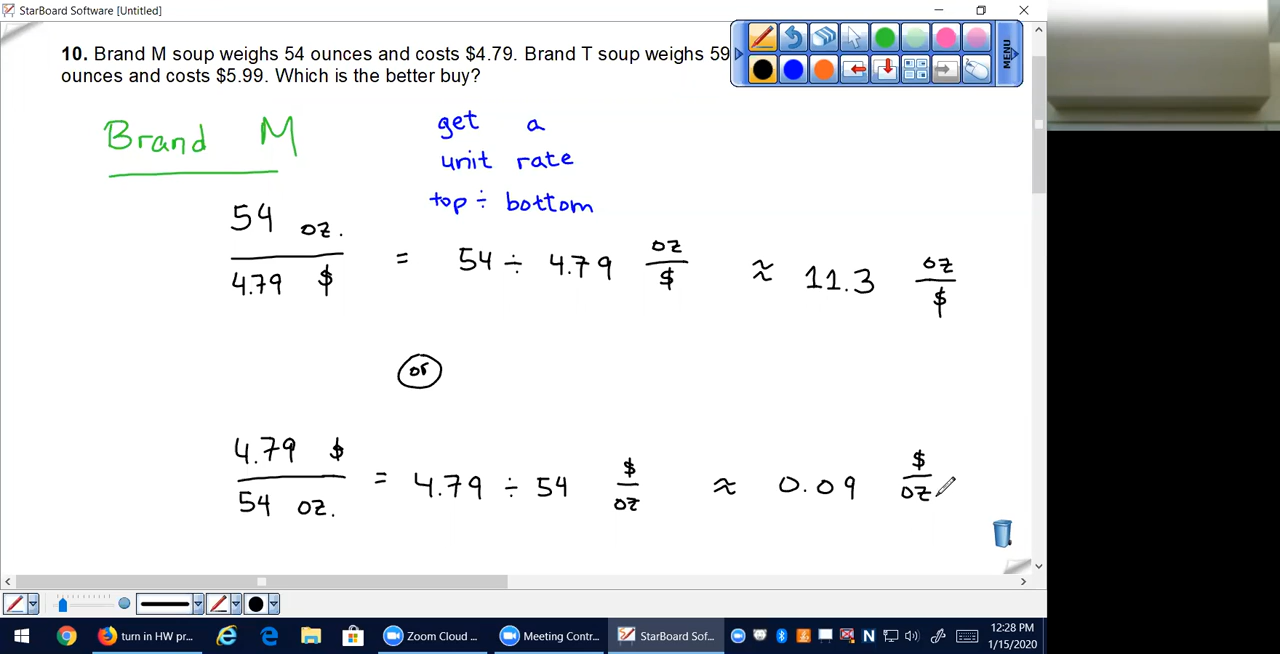 StarBoard Software [Untitled]
10. Brand M soup weighs 54 ounces and costs $4.79. Brand T soup weighs 59
ounces and costs $5.99. Which is the better buy?
MENU
Brand M
get a
unit rate
top ÷ bottom
54 oz.
4.79 $
= 54 ÷ 4.79 oz/$ ≈ 11.3 oz/$
or
4.79 $
54 oz.
= 4.79 ÷ 54 $/oz ≈ 0.09 $/oz
turn in HW pr...
Zoom Cloud ...
Meeting Contr...
StarBoard Sof...
N
12:28 PM
1/15/2020